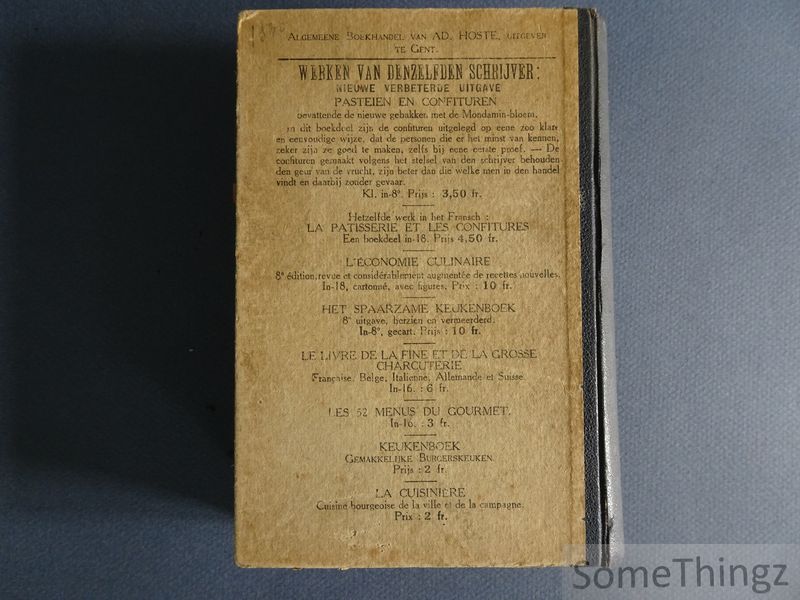 ALGEMEENE BOEKHANDEL VAN AD. HOSTE, UITGEVER
TE GENT.
WERKEN VAN DENZELFDEN SCHRIJVER:
NIEUWE VERBETERDE UITGAVE
PASTEIEN EN CONFITUREN
bevattende de nieuwe gebakken met de Mondamin-bloem.
in dit boekdeel zijn de confituren uitgelegd op eene zoo klare
en eenvoudige wijze, dat de personen die er het minst van kennen,
zeker zijn ze goed te maken, zelfs bij eene eerste proef. — De
confituren gemaakt volgens het stelsel van den schrijver behouden
den geur van de vrucht, zijn beter dan die welke men in den handel
vindt en daarbij zonder gevaar.
Kl. in-8°. Prijs : 3,50 fr.
Hetzelfde werk in het Fransch :
LA PATISSERIE ET LES CONFITURES
Een boekdeel in-18. Prijs 4,50 fr.
L'ÉCONOMIE CULINAIRE
8e édition, revue et considérablement augmentée de recettes nouvelles.
In-18, cartonné, avec figures. Prix : 10 fr.
HET SPAARZAME KEUKENBOEK
8e uitgave, herzien en vermeerderd.
In-8°, gecart. Prijs : 10 fr.
LE LIVRE DE LA FINE ET DE LA GROSSE
CHARCUTERIE
Française, Belge, Italienne, Allemande et Suisse.
In-16. : 6 fr.
LES 52 MENUS DU GOURMET.
In-16. : 3 fr.
KEUKENBOEK
GEMAKKELIJKE BURGERSKEUKEN.
Prijs : 2 fr.
LA CUISINIÈRE
Cuisine bourgeoise de la ville et de la campagne.
Prix : 2 fr.
SomeThingz